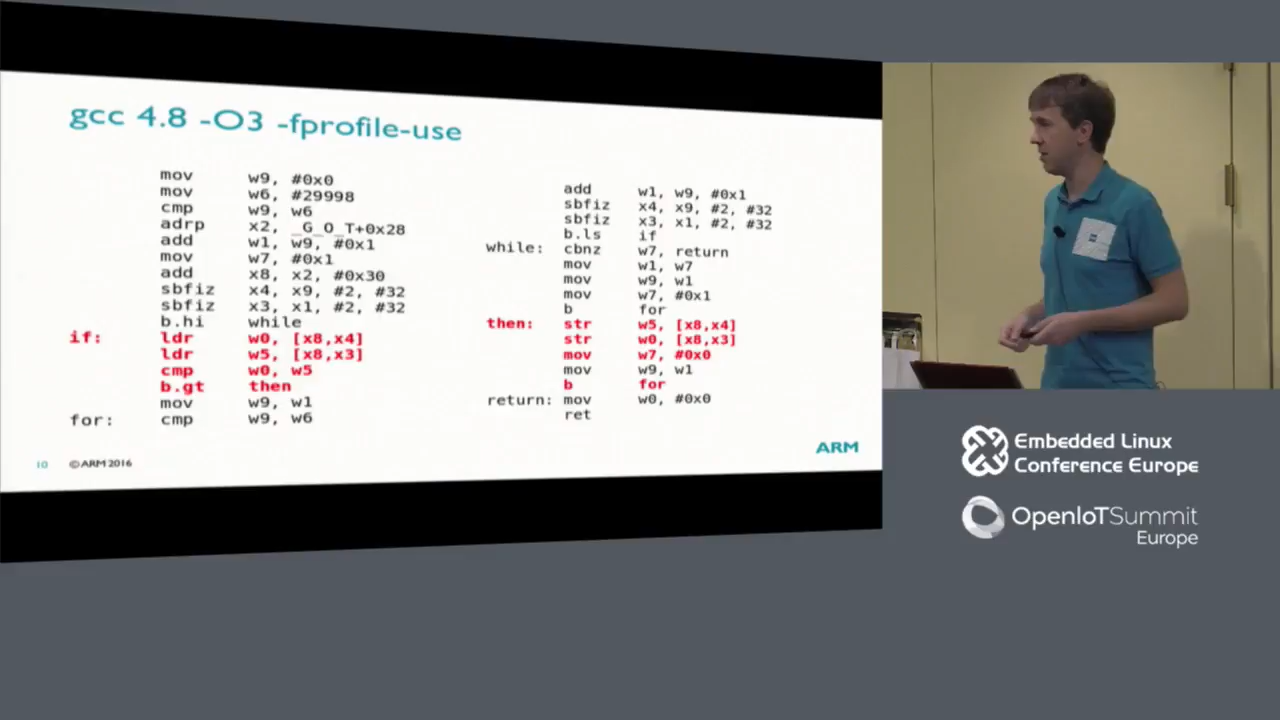 gcc 4.8 -O3 -fprofile-use
mov w9, #0x0
mov w6, #29998
cmp w9, w6
adrp x2, _G_O_T+0x28
add w1, w9, #0x1
mov w7, #0x1
add x8, x2, #0x30
sbfiz x4, x9, #2, #32
sbfiz x3, x1, #2, #32
b.hi while
if: ldr w0, [x8,x4]
ldr w5, [x8,x3]
cmp w0, w5
b.gt then
mov w9, w1
for: cmp w9, w6
add w1, w9, #0x1
sbfiz x4, x9, #2, #32
sbfiz x3, x1, #2, #32
b.ls if
while: cbnz w7, return
mov w1, w7
mov w9, w1
mov w7, #0x1
b for
then: str w5, [x8,x4]
str w0, [x8,x3]
mov w7, #0x0
mov w9, w1
b for
return: mov w0, #0x0
ret
10 ©ARM 2016
ARM
Embedded Linux
Conference Europe
OpenIoTSummit
Europe